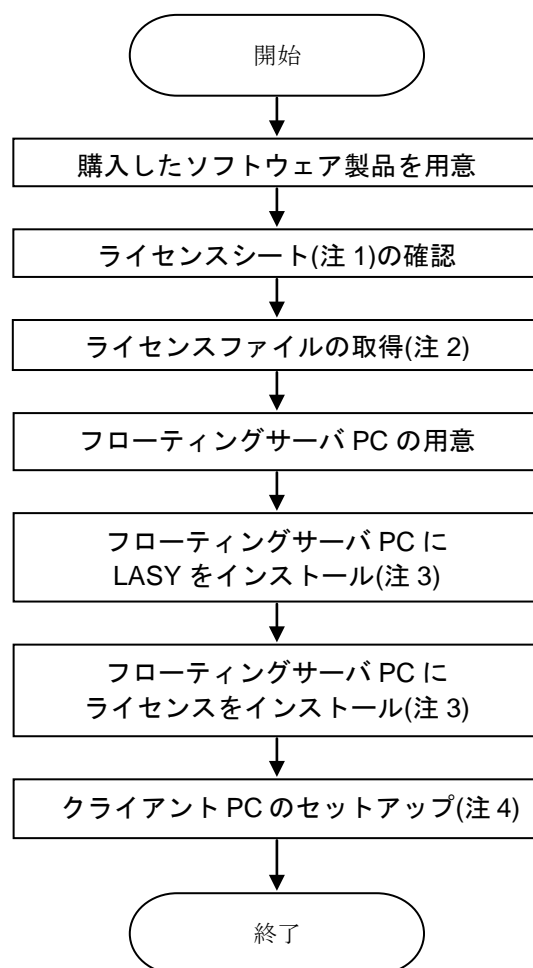 開始
購入したソフトウェア製品を用意
ライセンスシート(注 1)の確認
ライセンスファイルの取得(注 2)
フローティングサーバ PC の用意
フローティングサーバ PC に
LASY をインストール(注 3)
フローティングサーバ PC に
ライセンスをインストール(注 3)
クライアント PC のセットアップ(注 4)
終了